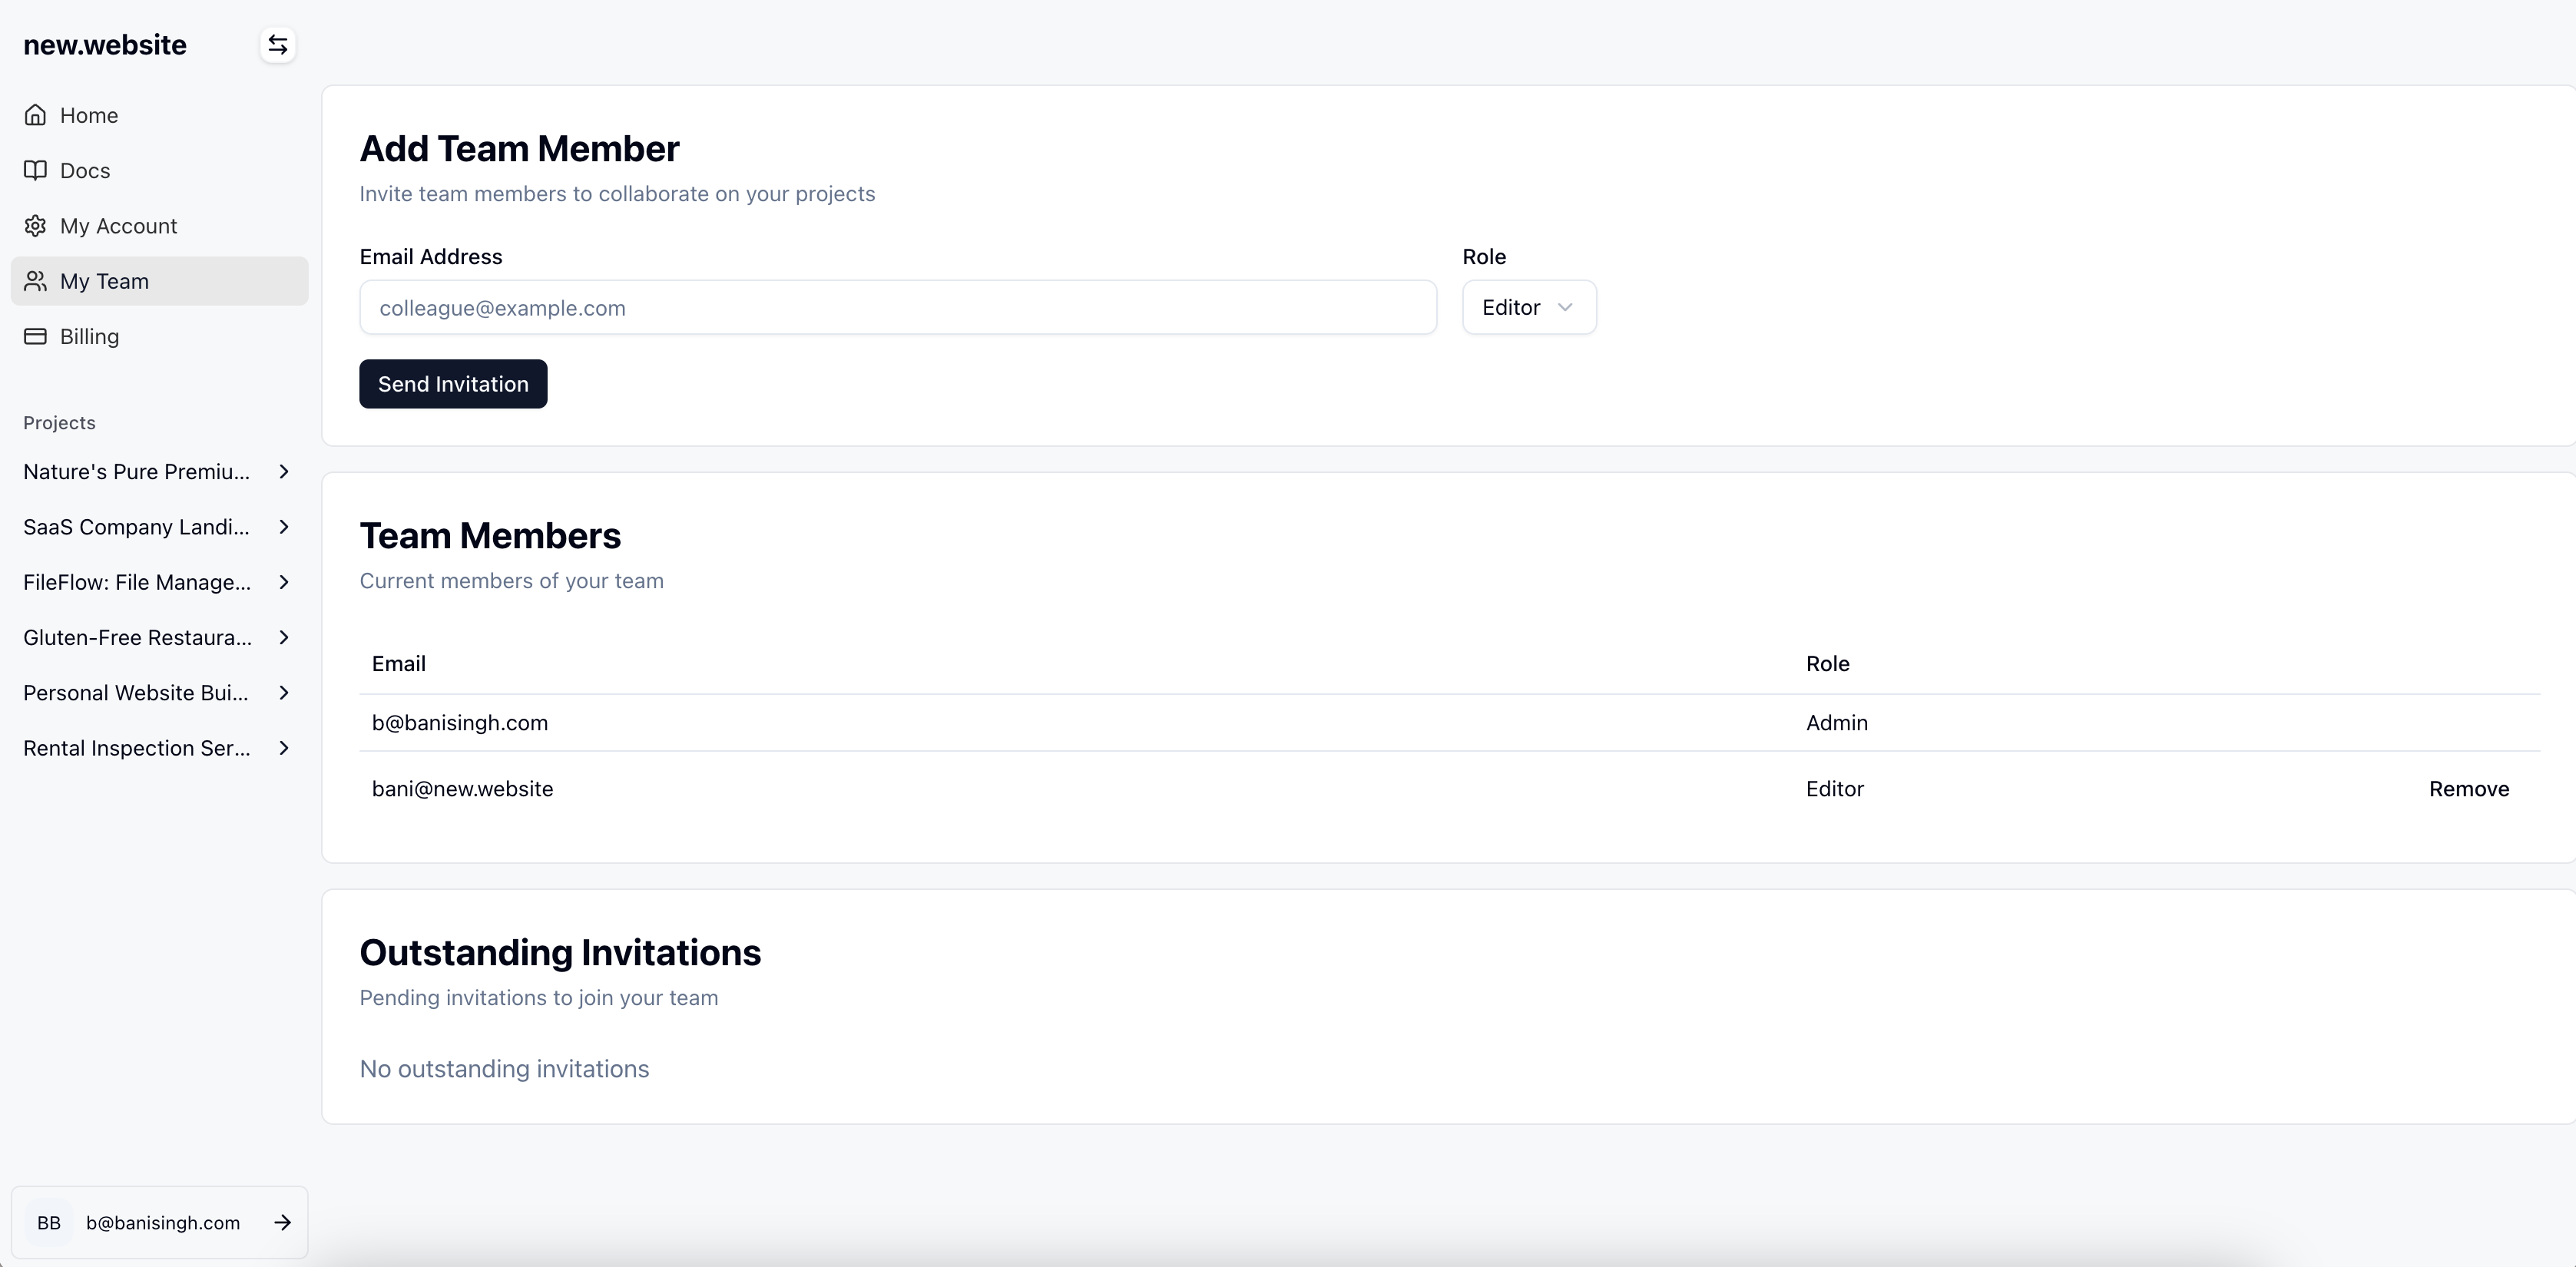 new.website
Home
Docs
My Account
My Team
Billing
Projects
Nature's Pure Premiu...
SaaS Company Landi...
FileFlow: File Manage...
Gluten-Free Restaura...
Personal Website Bui...
Rental Inspection Ser...
BB b@banisingh.com
Add Team Member
Invite team members to collaborate on your projects
Email Address Role
colleague@example.com Editor
Send Invitation
Team Members
Current members of your team
Email Role
b@banisingh.com Admin
bani@new.website Editor Remove
Outstanding Invitations
Pending invitations to join your team
No outstanding invitations